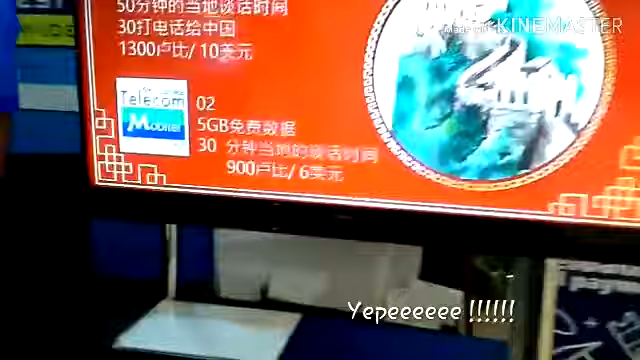 50分钟的当地谈话时间
30打电话给中国
1300卢比/ 10美元
Telecom
Mobitel
02
5GB免费数据
30 分钟当地的谈话时间
900卢比/ 6美元
Made with KINEMASTER
Yepeeeeee !!!!!!